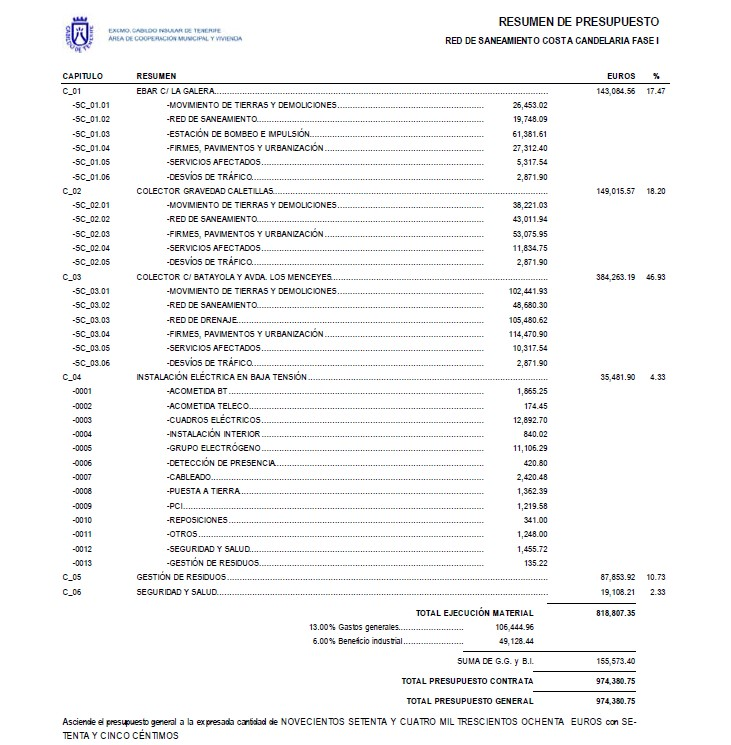 CABILDO DE TENERIFE
EXCMO. CABILDO INSULAR DE TENERIFE
ÁREA DE COOPERACIÓN MUNICIPAL Y VIVIENDA
RESUMEN DE PRESUPUESTO
RED DE SANEAMIENTO COSTA CANDELARIA FASE I
CAPITULO RESUMEN EUROS %
C_01 EBAR C/ LA GALERA 143,084.56 17.47
-SC_01.01 -MOVIMIENTO DE TIERRAS Y DEMOLICIONES 26,453.02
-SC_01.02 -RED DE SANEAMIENTO 19,748.09
-SC_01.03 -ESTACIÓN DE BOMBEO E IMPULSIÓN 61,381.61
-SC_01.04 -FIRMES, PAVIMENTOS Y URBANIZACIÓN 27,312.40
-SC_01.05 -SERVICIOS AFECTADOS 5,317.54
-SC_01.06 -DESVÍOS DE TRÁFICO 2,871.90
C_02 COLECTOR GRAVEDAD CALETILLAS 149,015.57 18.20
-SC_02.01 -MOVIMIENTO DE TIERRAS Y DEMOLICIONES 38,221.03
-SC_02.02 -RED DE SANEAMIENTO 43,011.94
-SC_02.03 -FIRMES, PAVIMENTOS Y URBANIZACIÓN 53,075.95
-SC_02.04 -SERVICIOS AFECTADOS 11,834.75
-SC_02.05 -DESVÍOS DE TRÁFICO 2,871.90
C_03 COLECTOR C/ BATAYOLA Y AVDA. LOS MENCEYES 384,263.19 46.93
-SC_03.01 -MOVIMIENTO DE TIERRAS Y DEMOLICIONES 102,441.93
-SC_03.02 -RED DE SANEAMIENTO 48,680.30
-SC_03.03 -RED DE DRENAJE 105,480.62
-SC_03.04 -FIRMES, PAVIMENTOS Y URBANIZACIÓN 114,470.90
-SC_03.05 -SERVICIOS AFECTADOS 10,317.54
-SC_03.06 -DESVÍOS DE TRÁFICO 2,871.90
C_04 INSTALACIÓN ELÉCTRICA EN BAJA TENSIÓN 35,481.90 4.33
-0001 -ACOMETIDA BT 1,865.25
-0002 -ACOMETIDA TELECO 174.45
-0003 -CUADROS ELÉCTRICOS 12,892.70
-0004 -INSTALACIÓN INTERIOR 840.02
-0005 -GRUPO ELECTRÓGENO 11,106.29
-0006 -DETECCIÓN DE PRESENCIA 420.80
-0007 -CABLEADO 2,420.48
-0008 -PUESTA A TIERRA 1,362.39
-0009 -PCI 1,219.58
-0010 -REPOSICIONES 341.00
-0011 -OTROS 1,248.00
-0012 -SEGURIDAD Y SALUD 1,455.72
-0013 -GESTIÓN DE RESIDUOS 135.22
C_05 GESTIÓN DE RESIDUOS 87,853.92 10.73
C_06 SEGURIDAD Y SALUD 19,108.21 2.33
TOTAL EJECUCIÓN MATERIAL 818,807.35
13.00% Gastos generales 106,444.96
6.00% Beneficio industrial 49,128.44
SUMA DE G.G. y B.I. 155,573.40
TOTAL PRESUPUESTO CONTRATA 974,380.75
TOTAL PRESUPUESTO GENERAL 974,380.75
Asciende el presupuesto general a la expresada cantidad de NOVECIENTOS SETENTA Y CUATRO MIL TRESCIENTOS OCHENTA EUROS con SE-
TENTA Y CINCO CÉNTIMOS